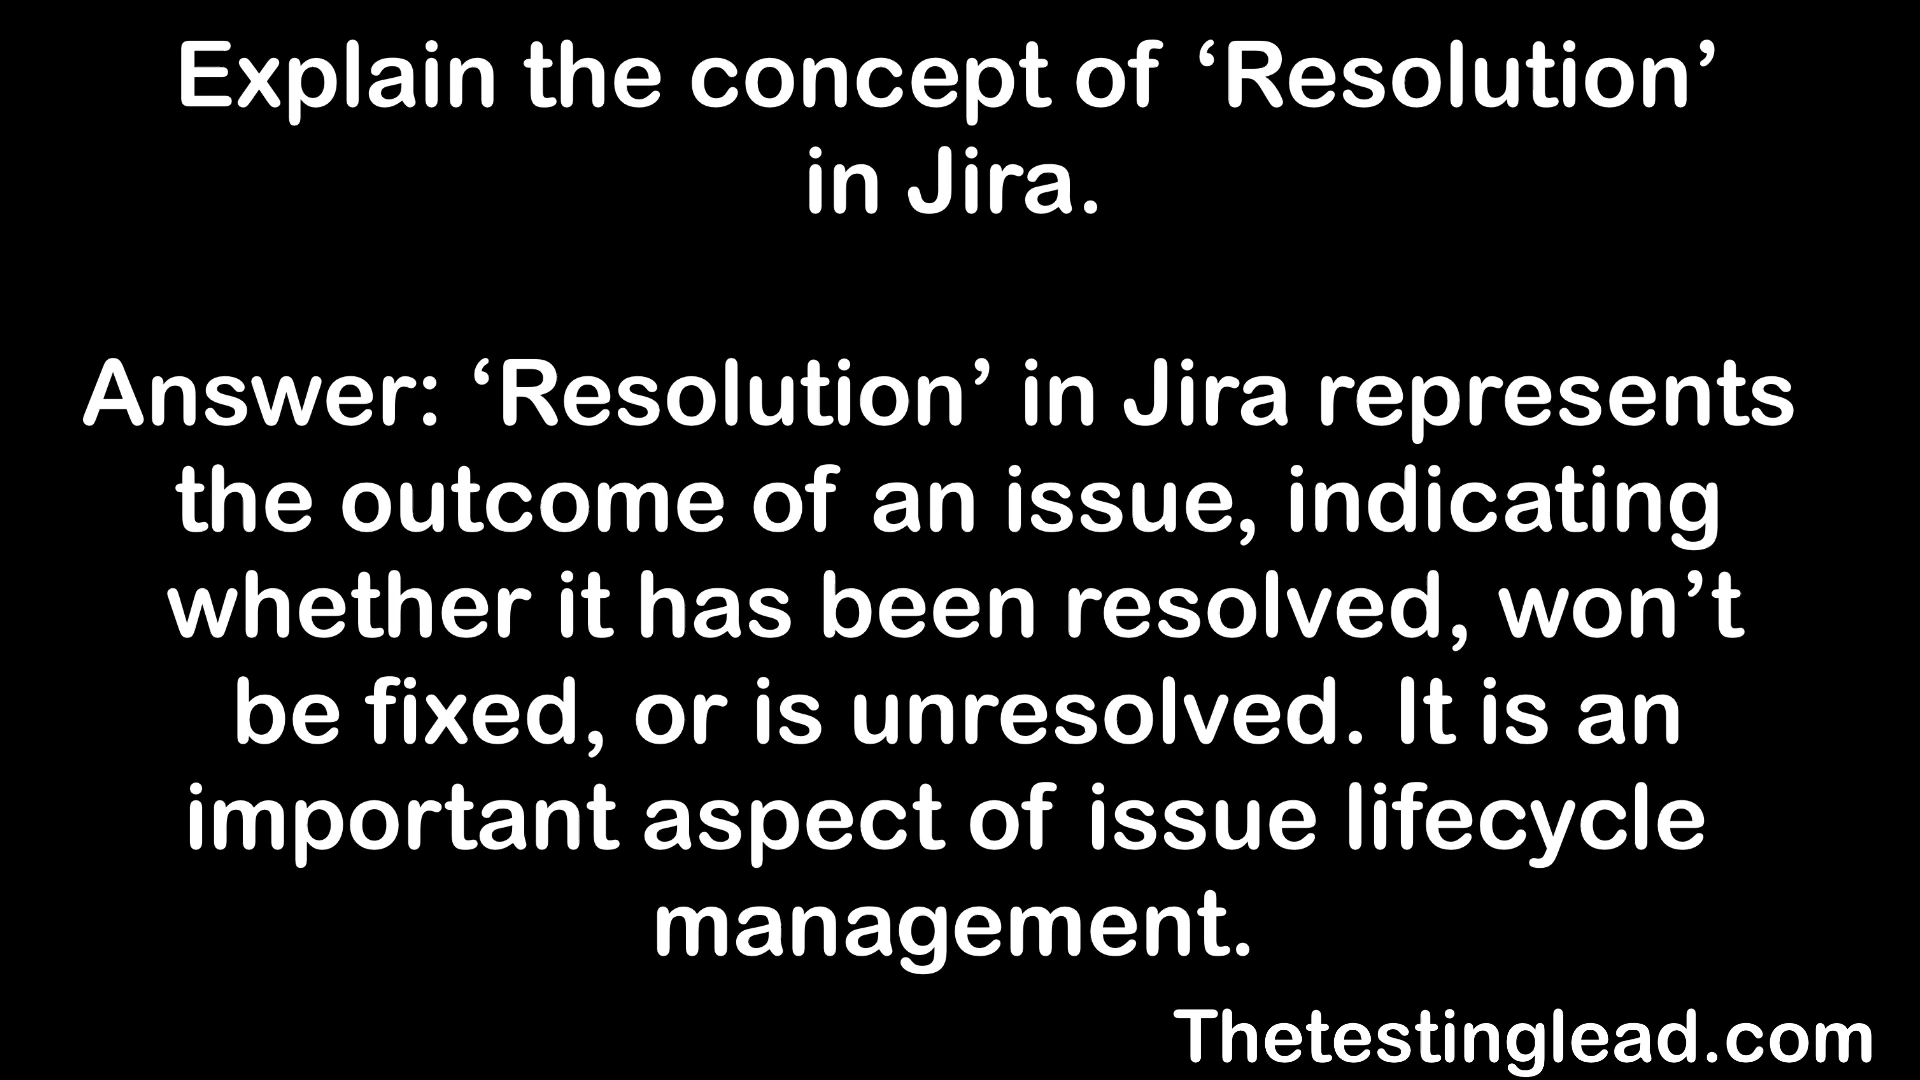 Explain the concept of ‘Resolution’
in Jira.
Answer: ‘Resolution’ in Jira represents
the outcome of an issue, indicating
whether it has been resolved, won’t
be fixed, or is unresolved. It is an
important aspect of issue lifecycle
management.
Thetestinglead.com